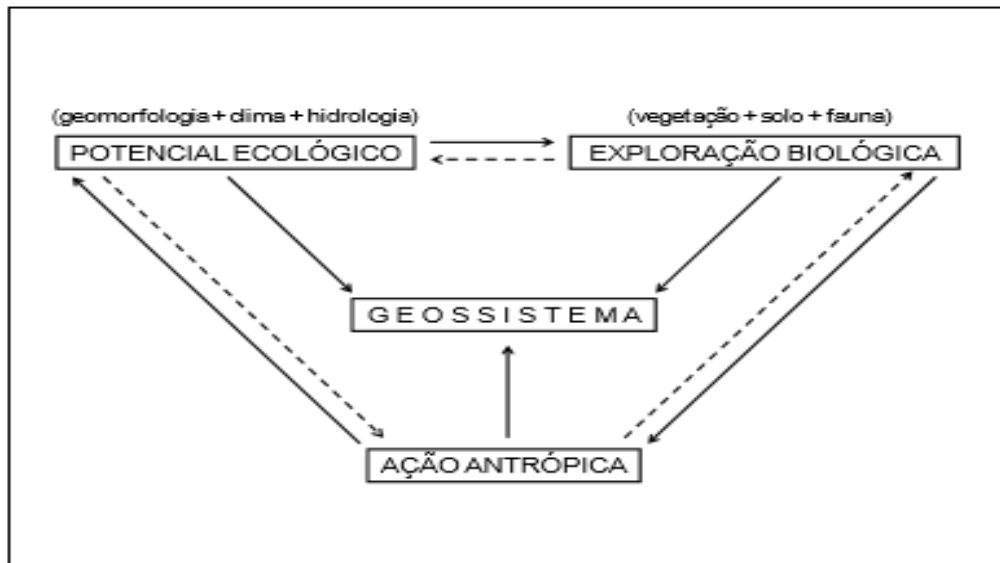 (geomorfologia + clima + hidrologia)
(vegetação + solo + fauna)
POTENCIAL ECOLÓGICO
EXPLORAÇÃO BIOLÓGICA
GEOSSISTEMA
AÇÃO ANTRÓPICA